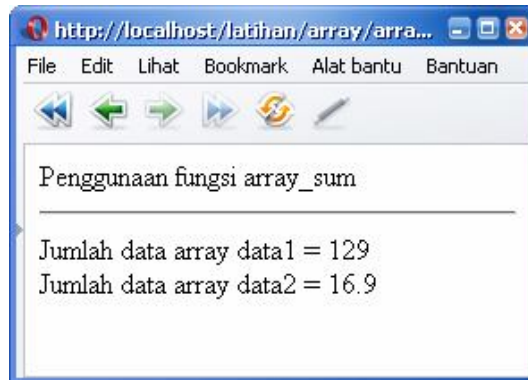 http://localhost/latihan/array/arra...
File Edit Lihat Bookmark Alat bantu Bantuan
Penggunaan fungsi array_sum
Jumlah data array data1 = 129
Jumlah data array data2 = 16.9